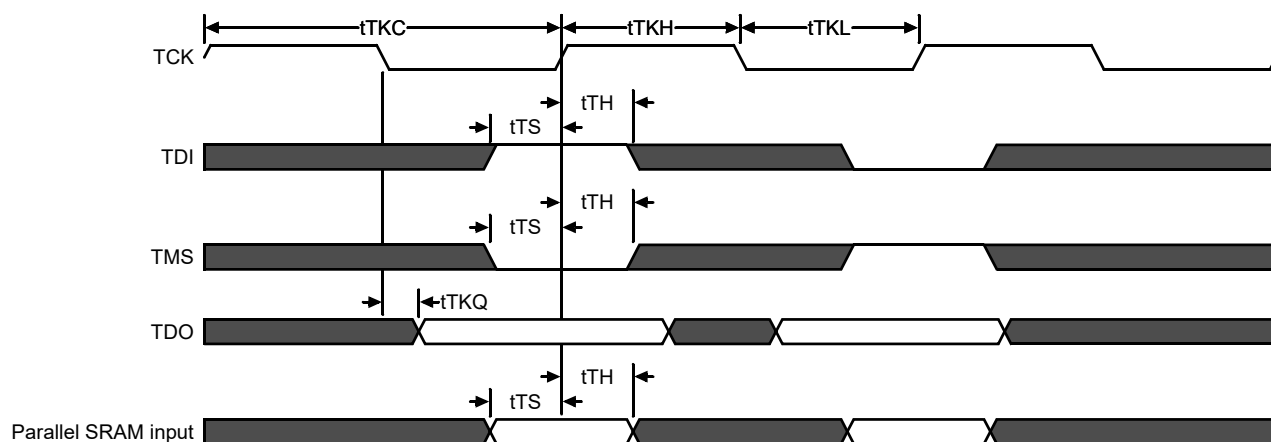 tTKC
tTKH
tTKL
TCK
tTH
tTS
TDI
tTH
tTS
TMS
tTKQ
TDO
tTH
tTS
Parallel SRAM input